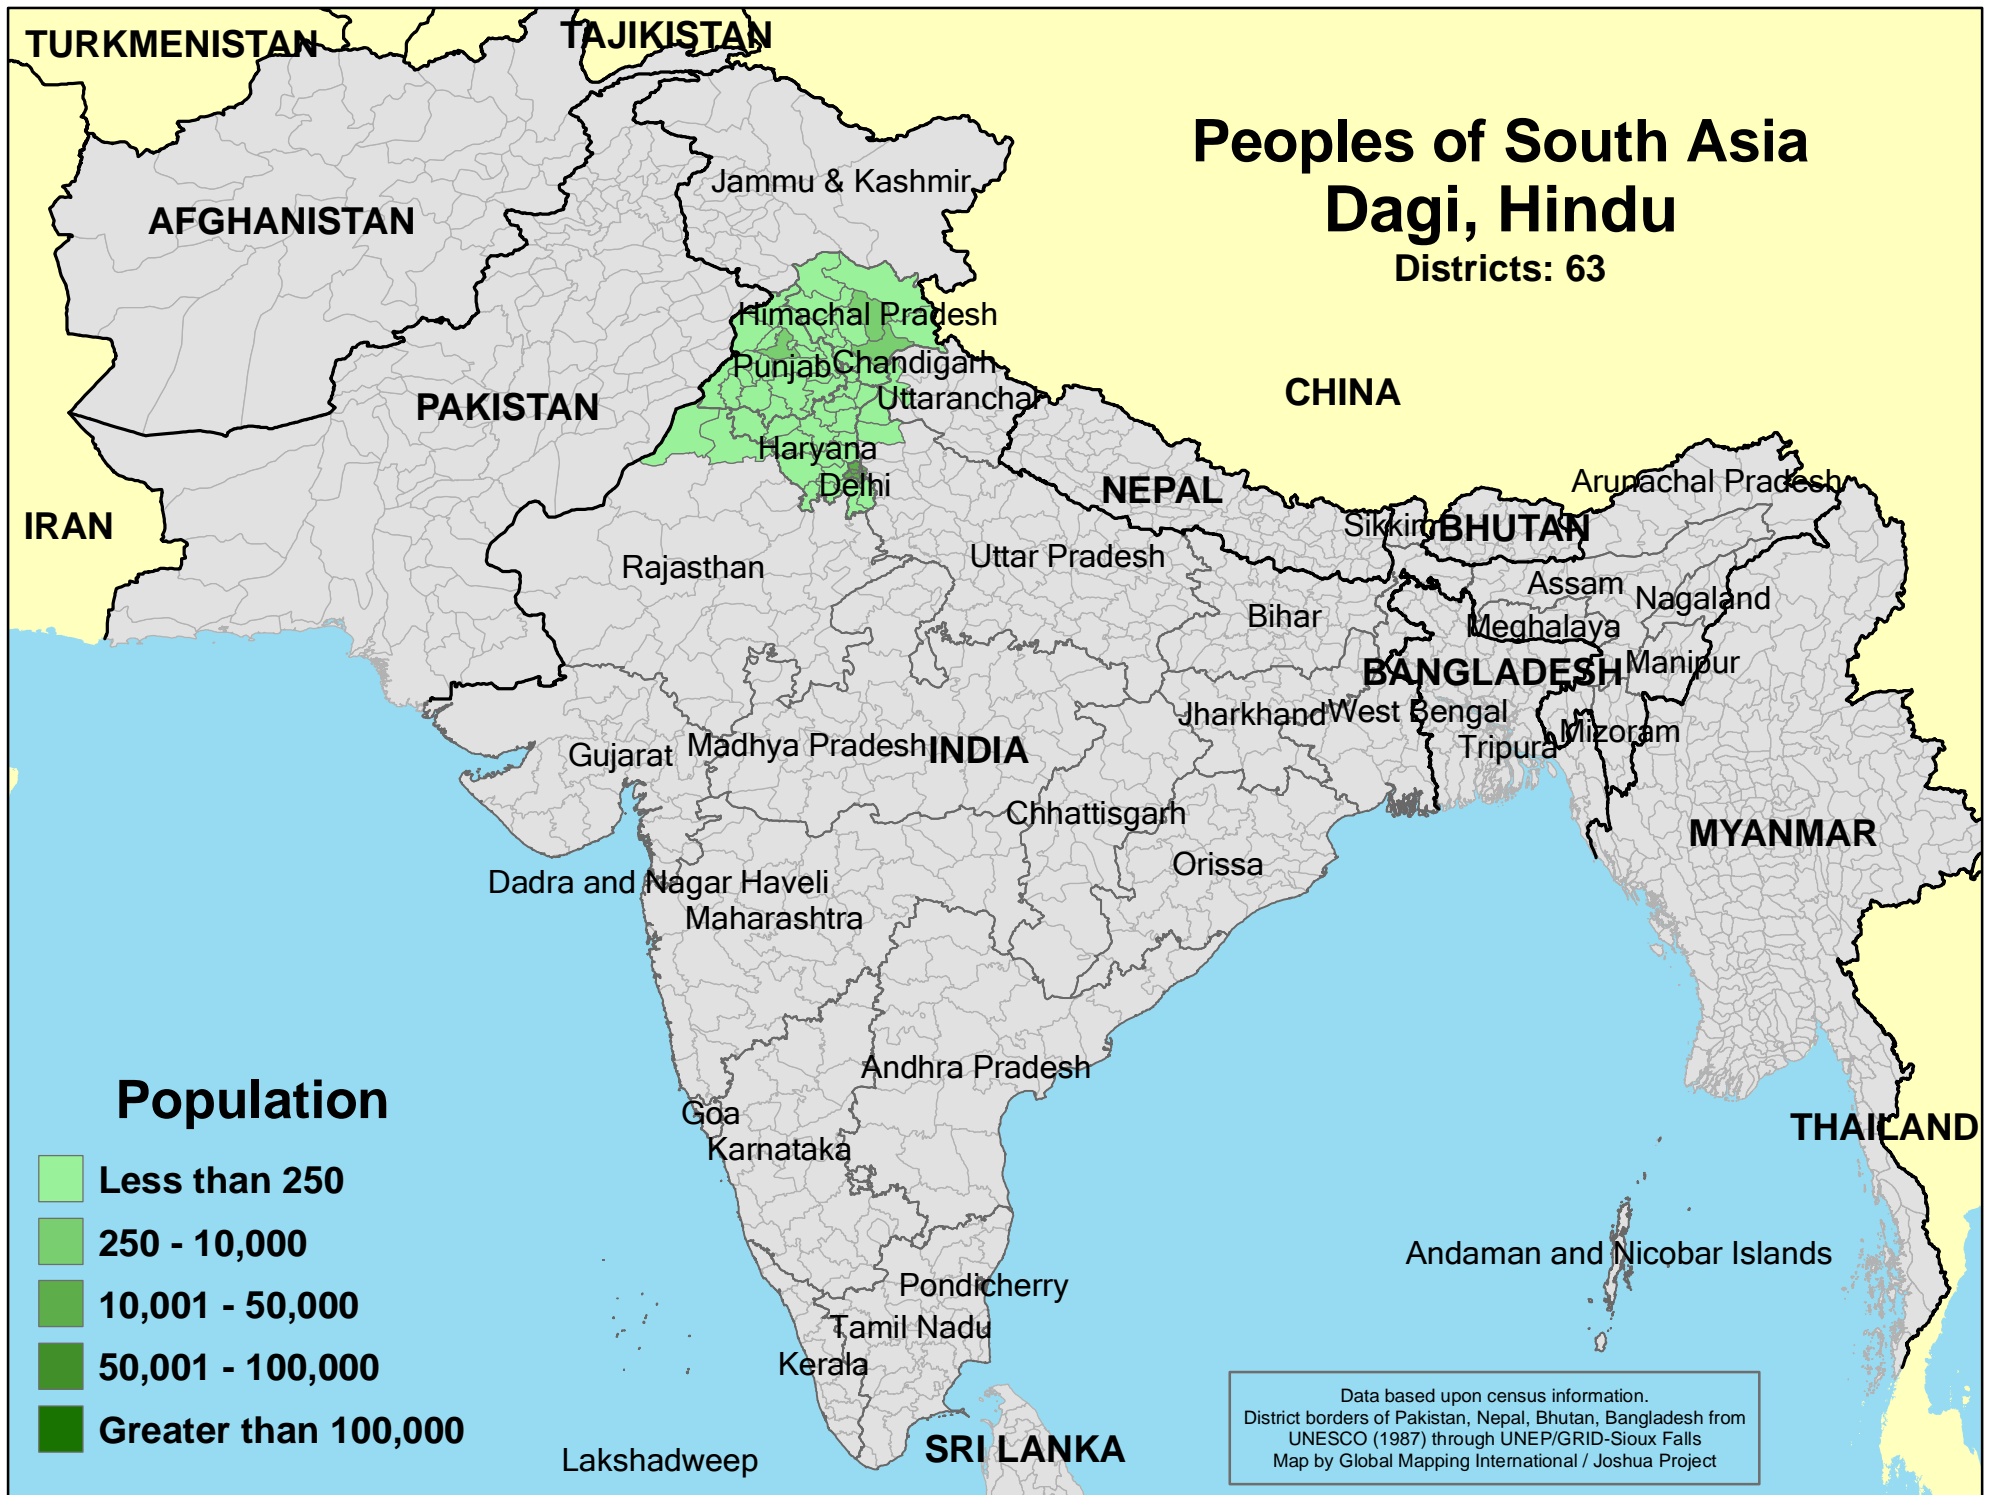 TURKMENISTAN
TAJIKISTAN
Peoples of South Asia
Dagi, Hindu
Districts: 63
Jammu & Kashmir
AFGHANISTAN
Himachal Pradesh
Punjab
Chandigarh
Uttaranchal
CHINA
PAKISTAN
Haryana
Delhi
NEPAL
Arunachal Pradesh
IRAN
Sikkim
BHUTAN
Rajasthan
Uttar Pradesh
Assam
Nagaland
Bihar
Meghalaya
BANGLADESH
Manipur
Jharkhand
West Bengal
Mizoram
Tripura
Gujarat
Madhya Pradesh
INDIA
Chhattisgarh
MYANMAR
Orissa
Dadra and Nagar Haveli
Maharashtra
Andhra Pradesh
Goa
Karnataka
THAILAND
Andaman and Nicobar Islands
Pondicherry
Tamil Nadu
Kerala
Lakshadweep
SRI LANKA
Population
Less than 250
250 - 10,000
10,001 - 50,000
50,001 - 100,000
Greater than 100,000
Data based upon census information.
District borders of Pakistan, Nepal, Bhutan, Bangladesh from
UNESCO (1987) through UNEP/GRID-Sioux Falls
Map by Global Mapping International / Joshua Project